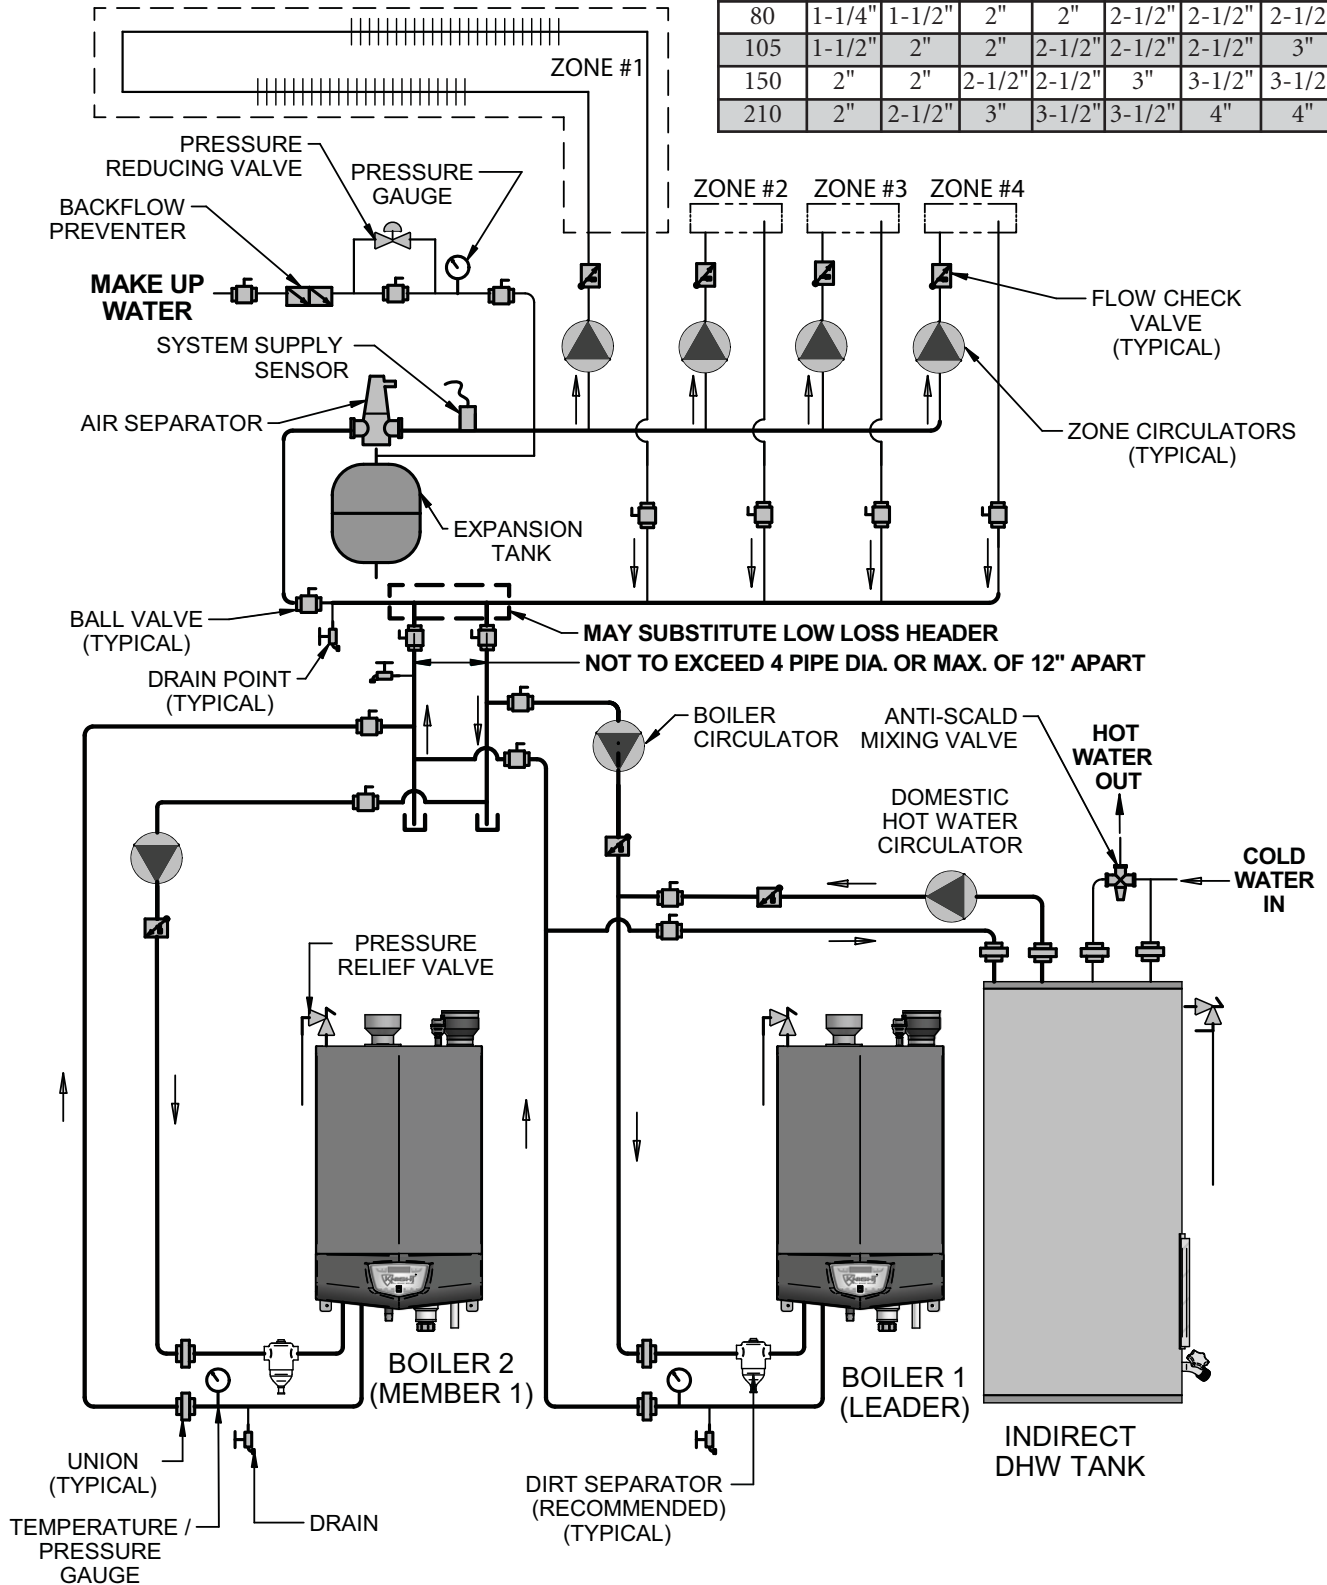 80 1-1/4" 1-1/2" 2" 2" 2-1/2" 2-1/2" 2-1/2
105 1-1/2" 2" 2" 2-1/2" 2-1/2" 2-1/2" 3"
150 2" 2" 2-1/2" 2-1/2" 3" 3-1/2" 3-1/2
210 2" 2-1/2" 3" 3-1/2" 3-1/2" 4" 4"
ZONE #1
PRESSURE
REDUCING VALVE
PRESSURE
GAUGE
ZONE #2
ZONE #3
ZONE #4
BACKFLOW
PREVENTER
MAKE UP
WATER
FLOW CHECK
VALVE
(TYPICAL)
SYSTEM SUPPLY
SENSOR
AIR SEPARATOR
ZONE CIRCULATORS
(TYPICAL)
EXPANSION
TANK
BALL VALVE
(TYPICAL)
MAY SUBSTITUTE LOW LOSS HEADER
NOT TO EXCEED 4 PIPE DIA. OR MAX. OF 12" APART
DRAIN POINT
(TYPICAL)
BOILER
CIRCULATOR
ANTI-SCALD
MIXING VALVE
HOT
WATER
OUT
DOMESTIC
HOT WATER
CIRCULATOR
COLD
WATER
IN
PRESSURE
RELIEF VALVE
BOILER 2
(MEMBER 1)
BOILER 1
(LEADER)
INDIRECT
DHW TANK
UNION
(TYPICAL)
TEMPERATURE /
PRESSURE
GAUGE
DRAIN
DIRT SEPARATOR
(RECOMMENDED)
(TYPICAL)